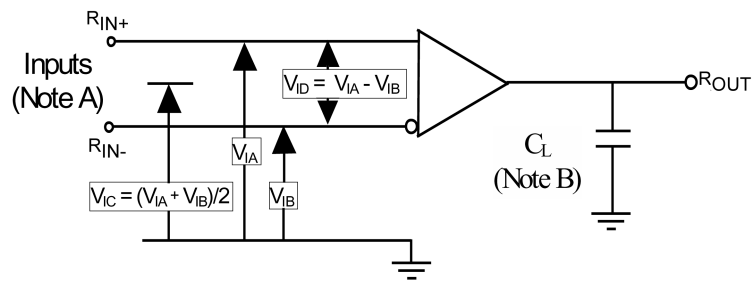 RIN+
Inputs
(Note A)
VID = VIA - VIB
ROUT
RIN-
VIA
CL
(Note B)
VIC = (VIA + VIB)/2
VIB